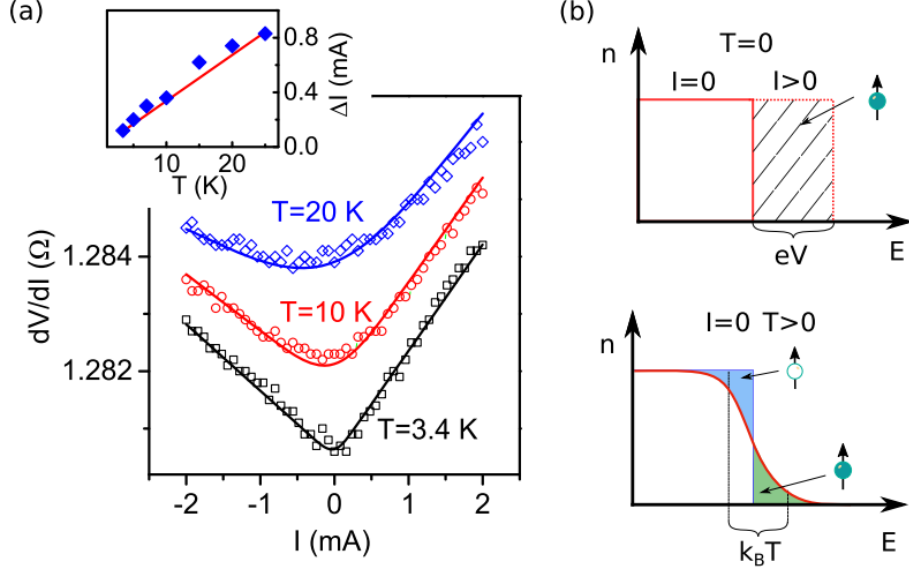 (a)
0.8
0.4
0.0
ΔI (mA)
10
20
T (K)
T=20 K
T=10 K
T=3.4 K
1.284
1.282
dV/dI (Ω)
-2
-1
0
1
2
I (mA)
(b)
n
T=0
I=0
I>0
eV
E
I=0 T>0
n
k_BT
E